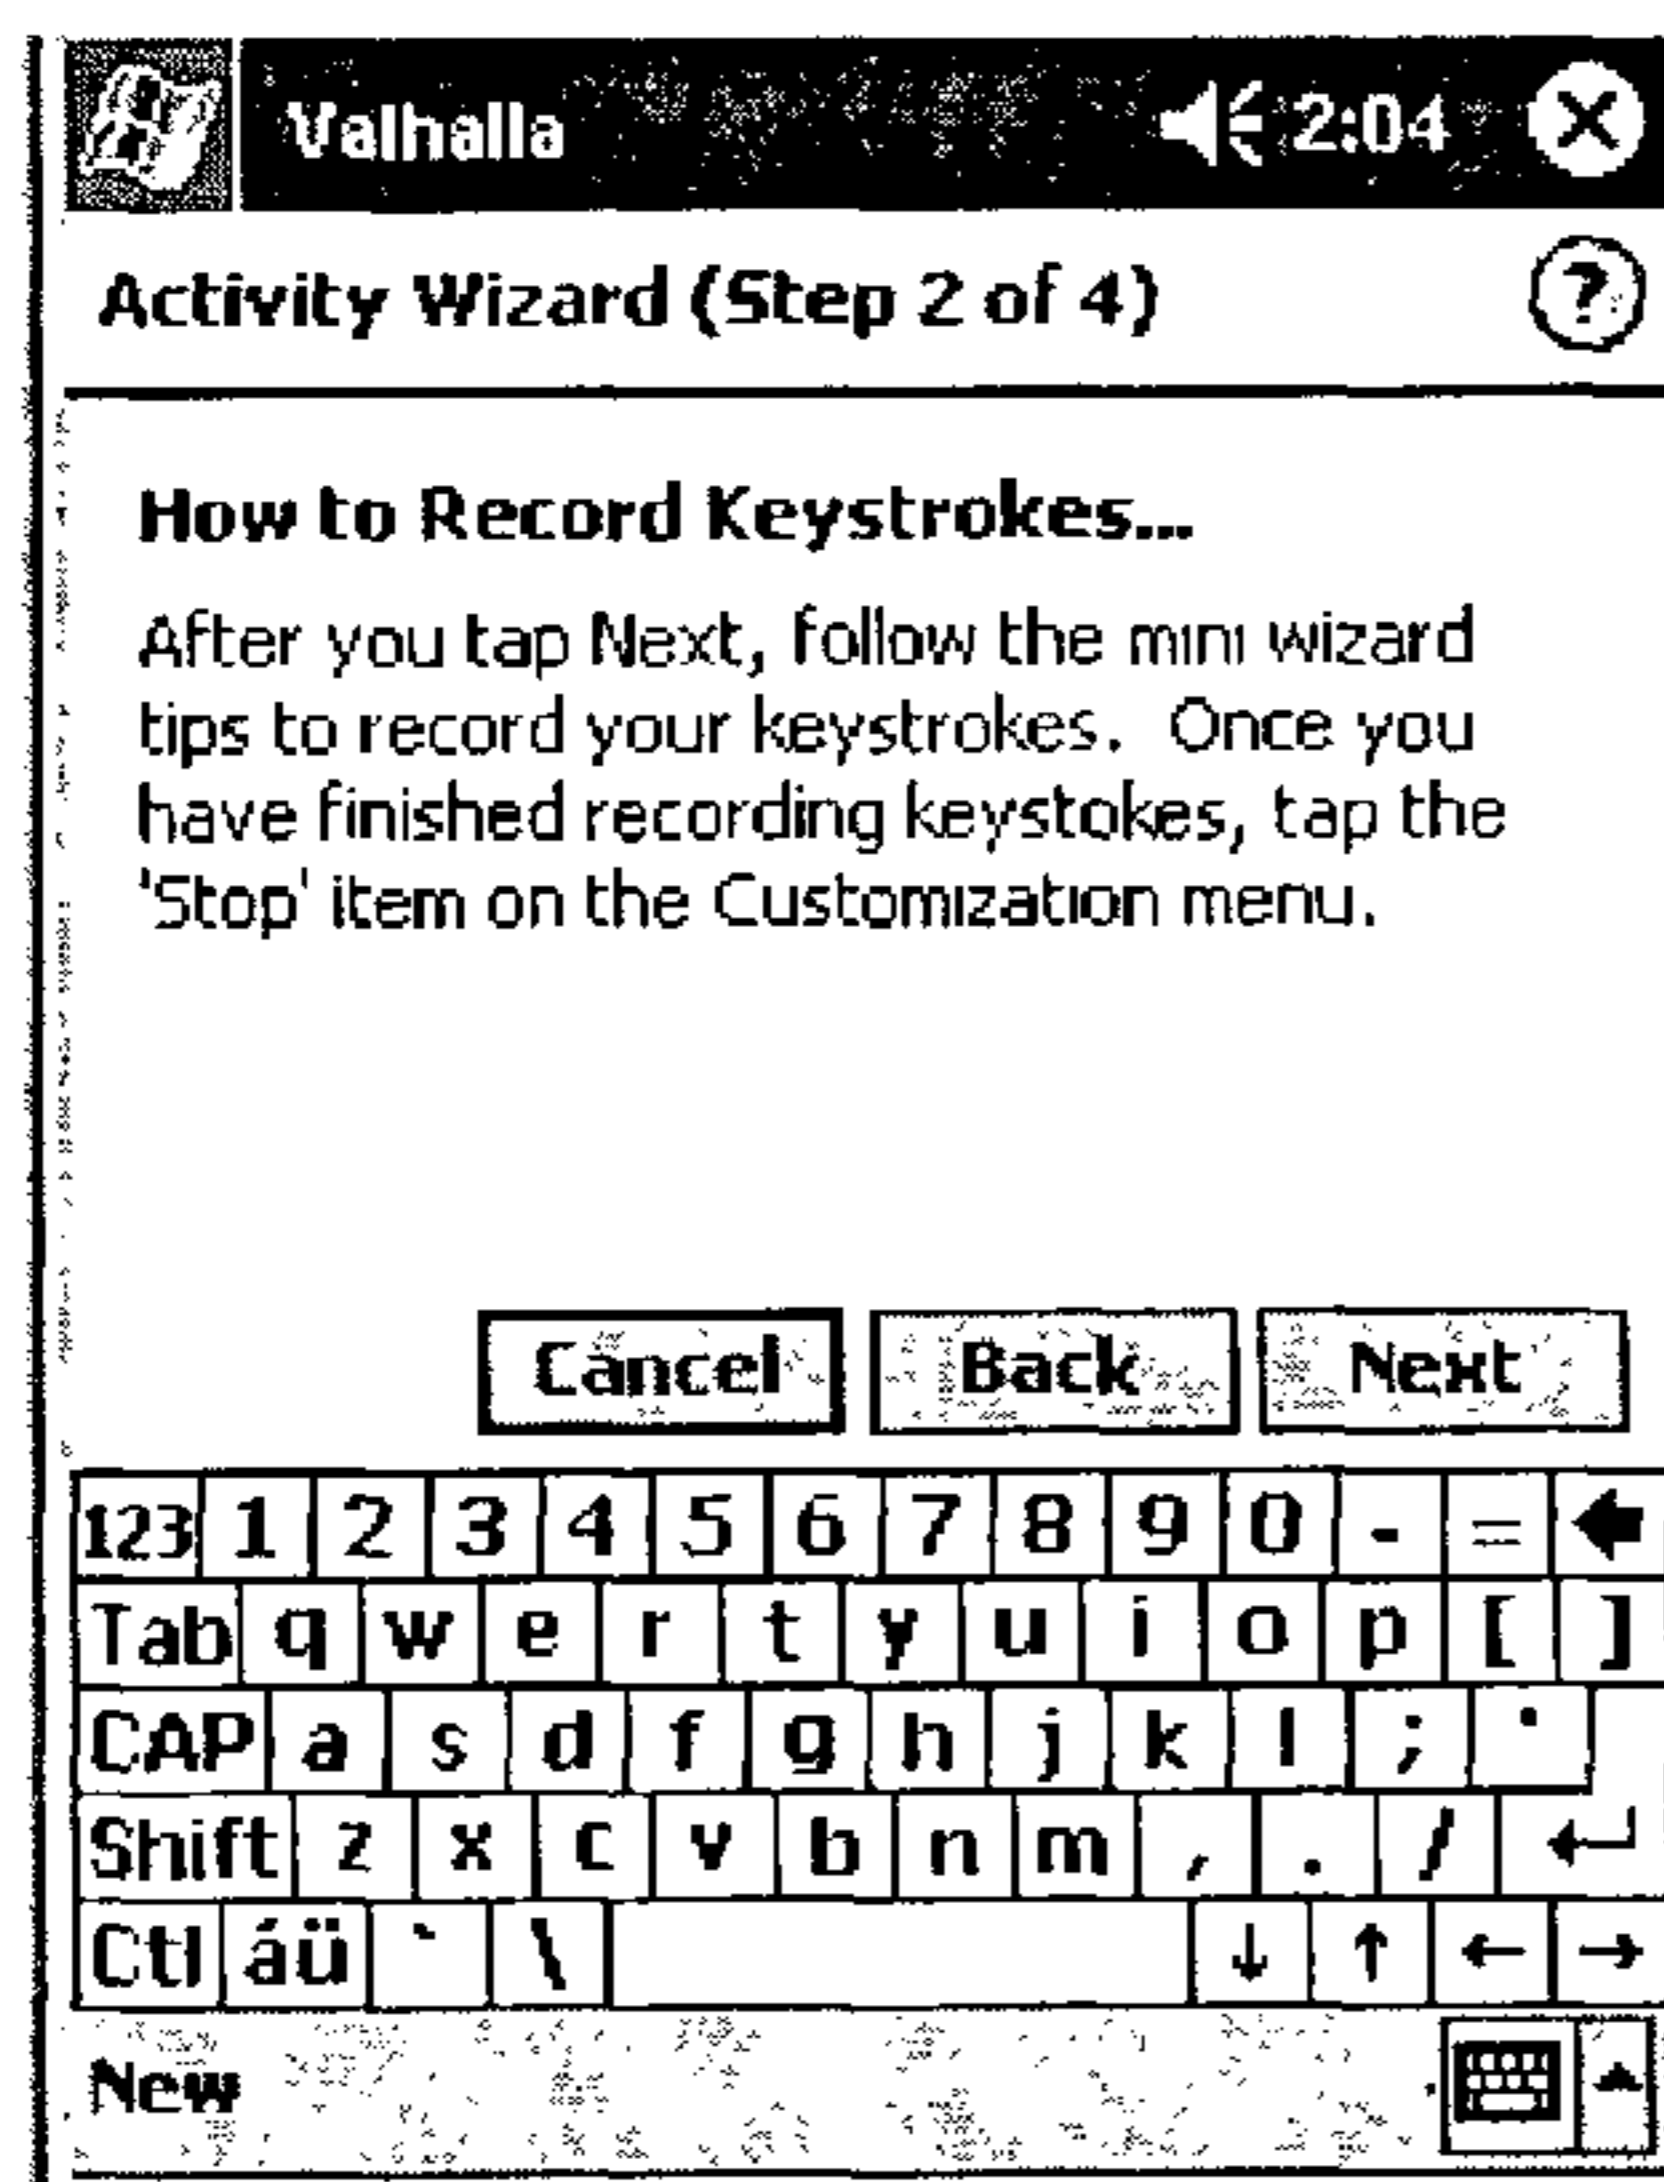 Valhalla 2:04
Activity Wizard (Step 2 of 4) ?
How to Record Keystrokes...
After you tap Next, follow the mini wizard
tips to record your keystrokes. Once you
have finished recording keystokes, tap the
'Stop' item on the Customization menu.
Cancel Back Next
123 1 2 3 4 5 6 7 8 9 0 - =
Tab q w e r t y u i o p [ ]
CAP a s d f g h j k l ; '
Shift z x c v b n m , . /
Ctl áü ` \ ↓ ↑ ← →
New